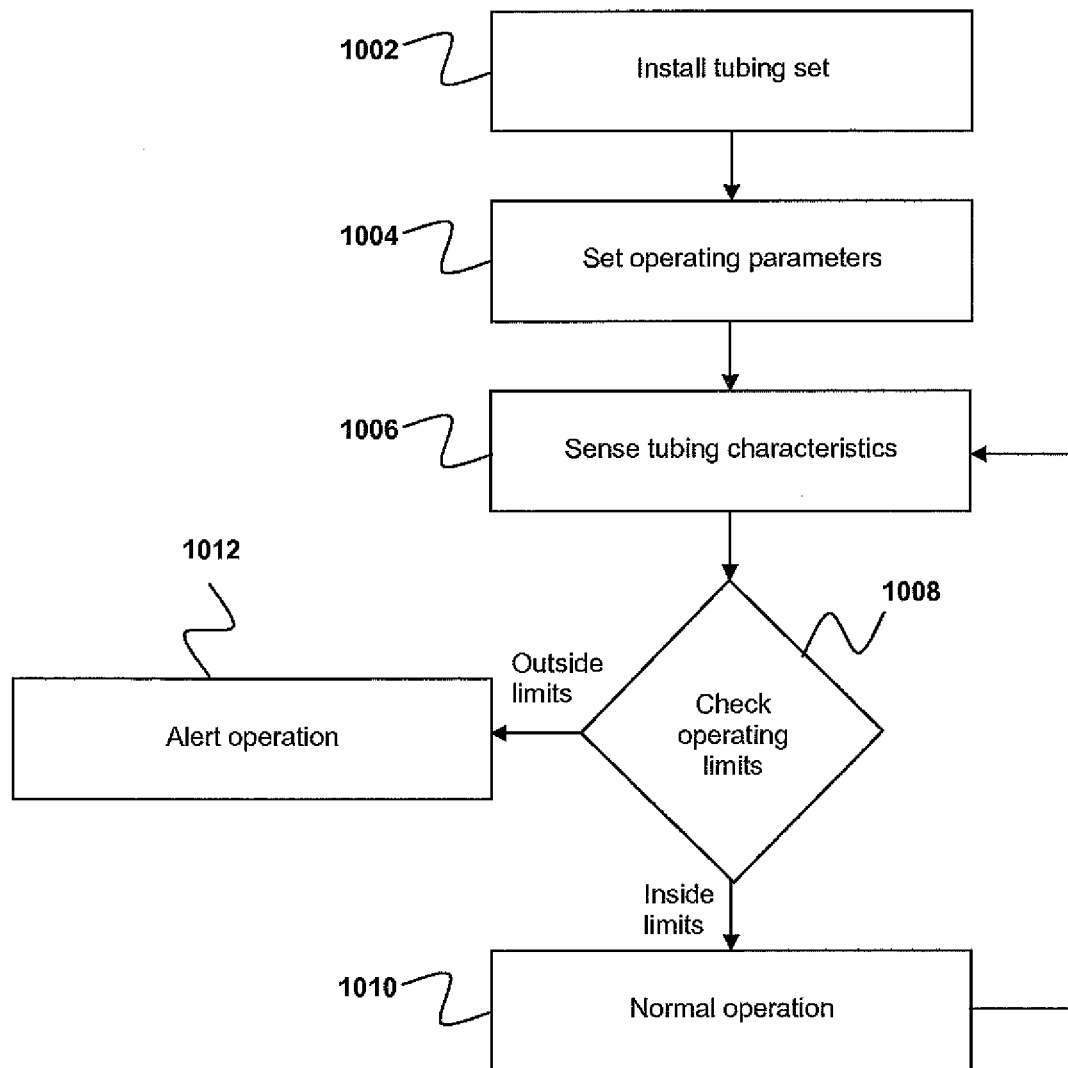 1002
Install tubing set
1004
Set operating parameters
1006
Sense tubing characteristics
1012
1008
Outside
limits
Alert operation
Check
operating
limits
Inside
limits
1010
Normal operation